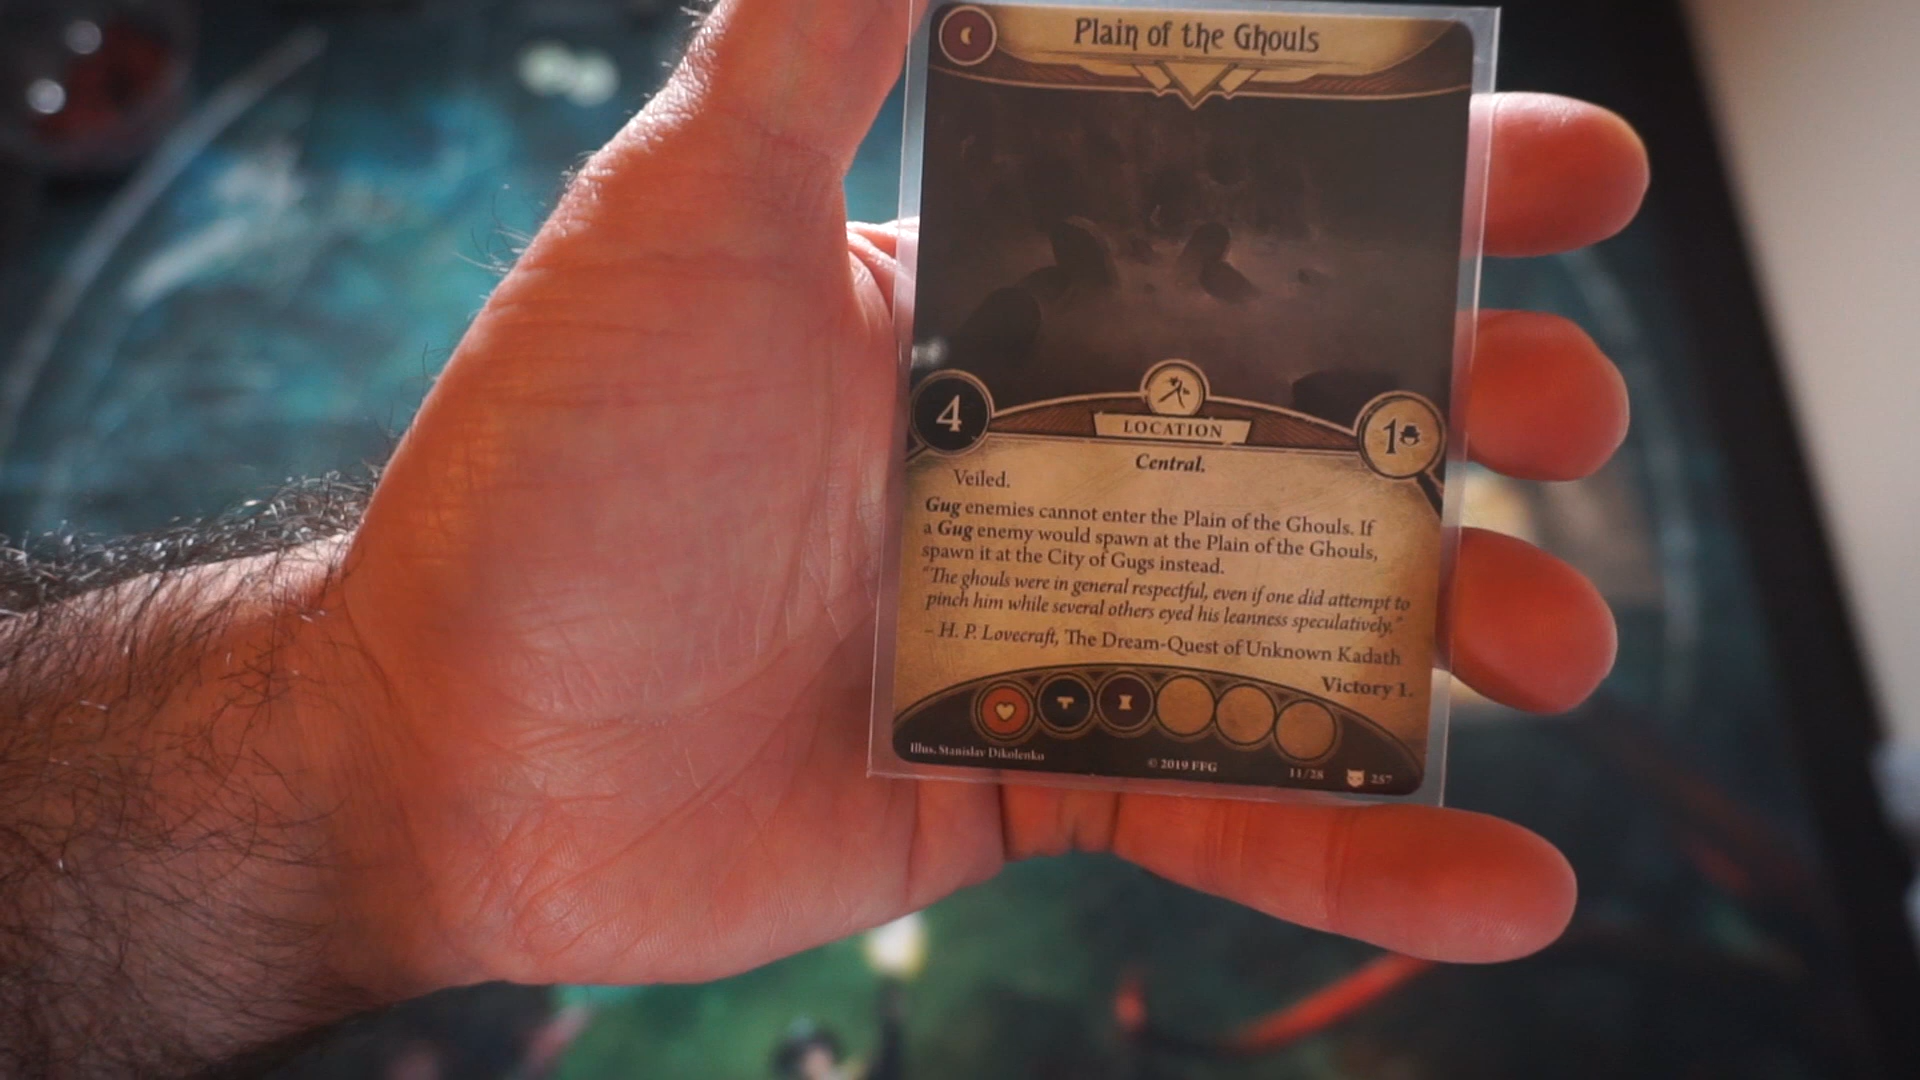 Plain of the Ghouls
4
1
LOCATION
Central.
Veiled.
Gug enemies cannot enter the Plain of the Ghouls. If
a Gug enemy would spawn at the Plain of the Ghouls,
spawn it at the City of Gugs instead.
"The ghouls were in general respectful, even if one did attempt to
pinch him while several others eyed his leanness speculatively."
– H. P. Lovecraft, The Dream-Quest of Unknown Kadath
Victory 1.
Illus. Stanislav Dikolenko
© 2019 FFG
11/28
257